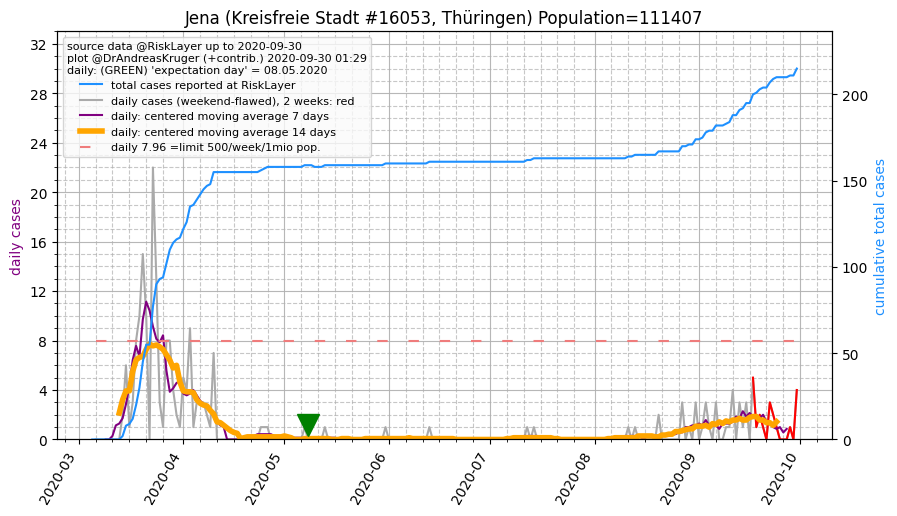 Jena (Kreisfreie Stadt #16053, Thüringen) Population=111407
source data @RiskLayer up to 2020-09-30
plot @DrAndreasKruger (+contrib.) 2020-09-30 01:29
daily: (GREEN) 'expectation day' = 08.05.2020
total cases reported at RiskLayer
daily cases (weekend-flawed), 2 weeks: red
daily: centered moving average 7 days
daily: centered moving average 14 days
daily 7.96 =limit 500/week/1mio pop.
daily cases
32
28
24
20
16
12
8
4
0
cumulative total cases
200
150
100
50
0
2020-03
2020-04
2020-05
2020-06
2020-07
2020-08
2020-09
2020-10